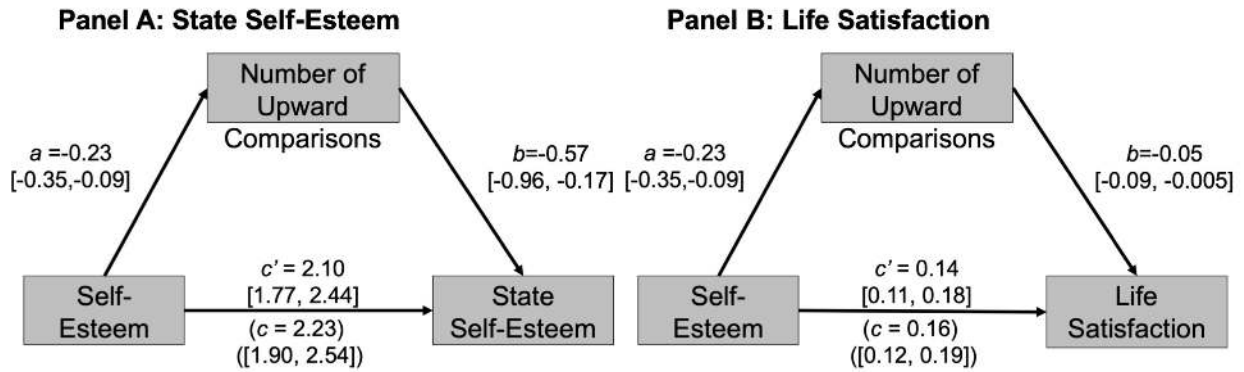 Panel A: State Self-Esteem
Number of
Upward
Comparisons
a =-0.23
[-0.35,-0.09]
b=-0.57
[-0.96, -0.17]
Self-
Esteem
c’ = 2.10
[1.77, 2.44]
(c = 2.23)
([1.90, 2.54])
State
Self-Esteem
Panel B: Life Satisfaction
Number of
Upward
Comparisons
a =-0.23
[-0.35,-0.09]
b=-0.05
[-0.09, -0.005]
Self-
Esteem
c’ = 0.14
[0.11, 0.18]
(c = 0.16)
([0.12, 0.19])
Life
Satisfaction